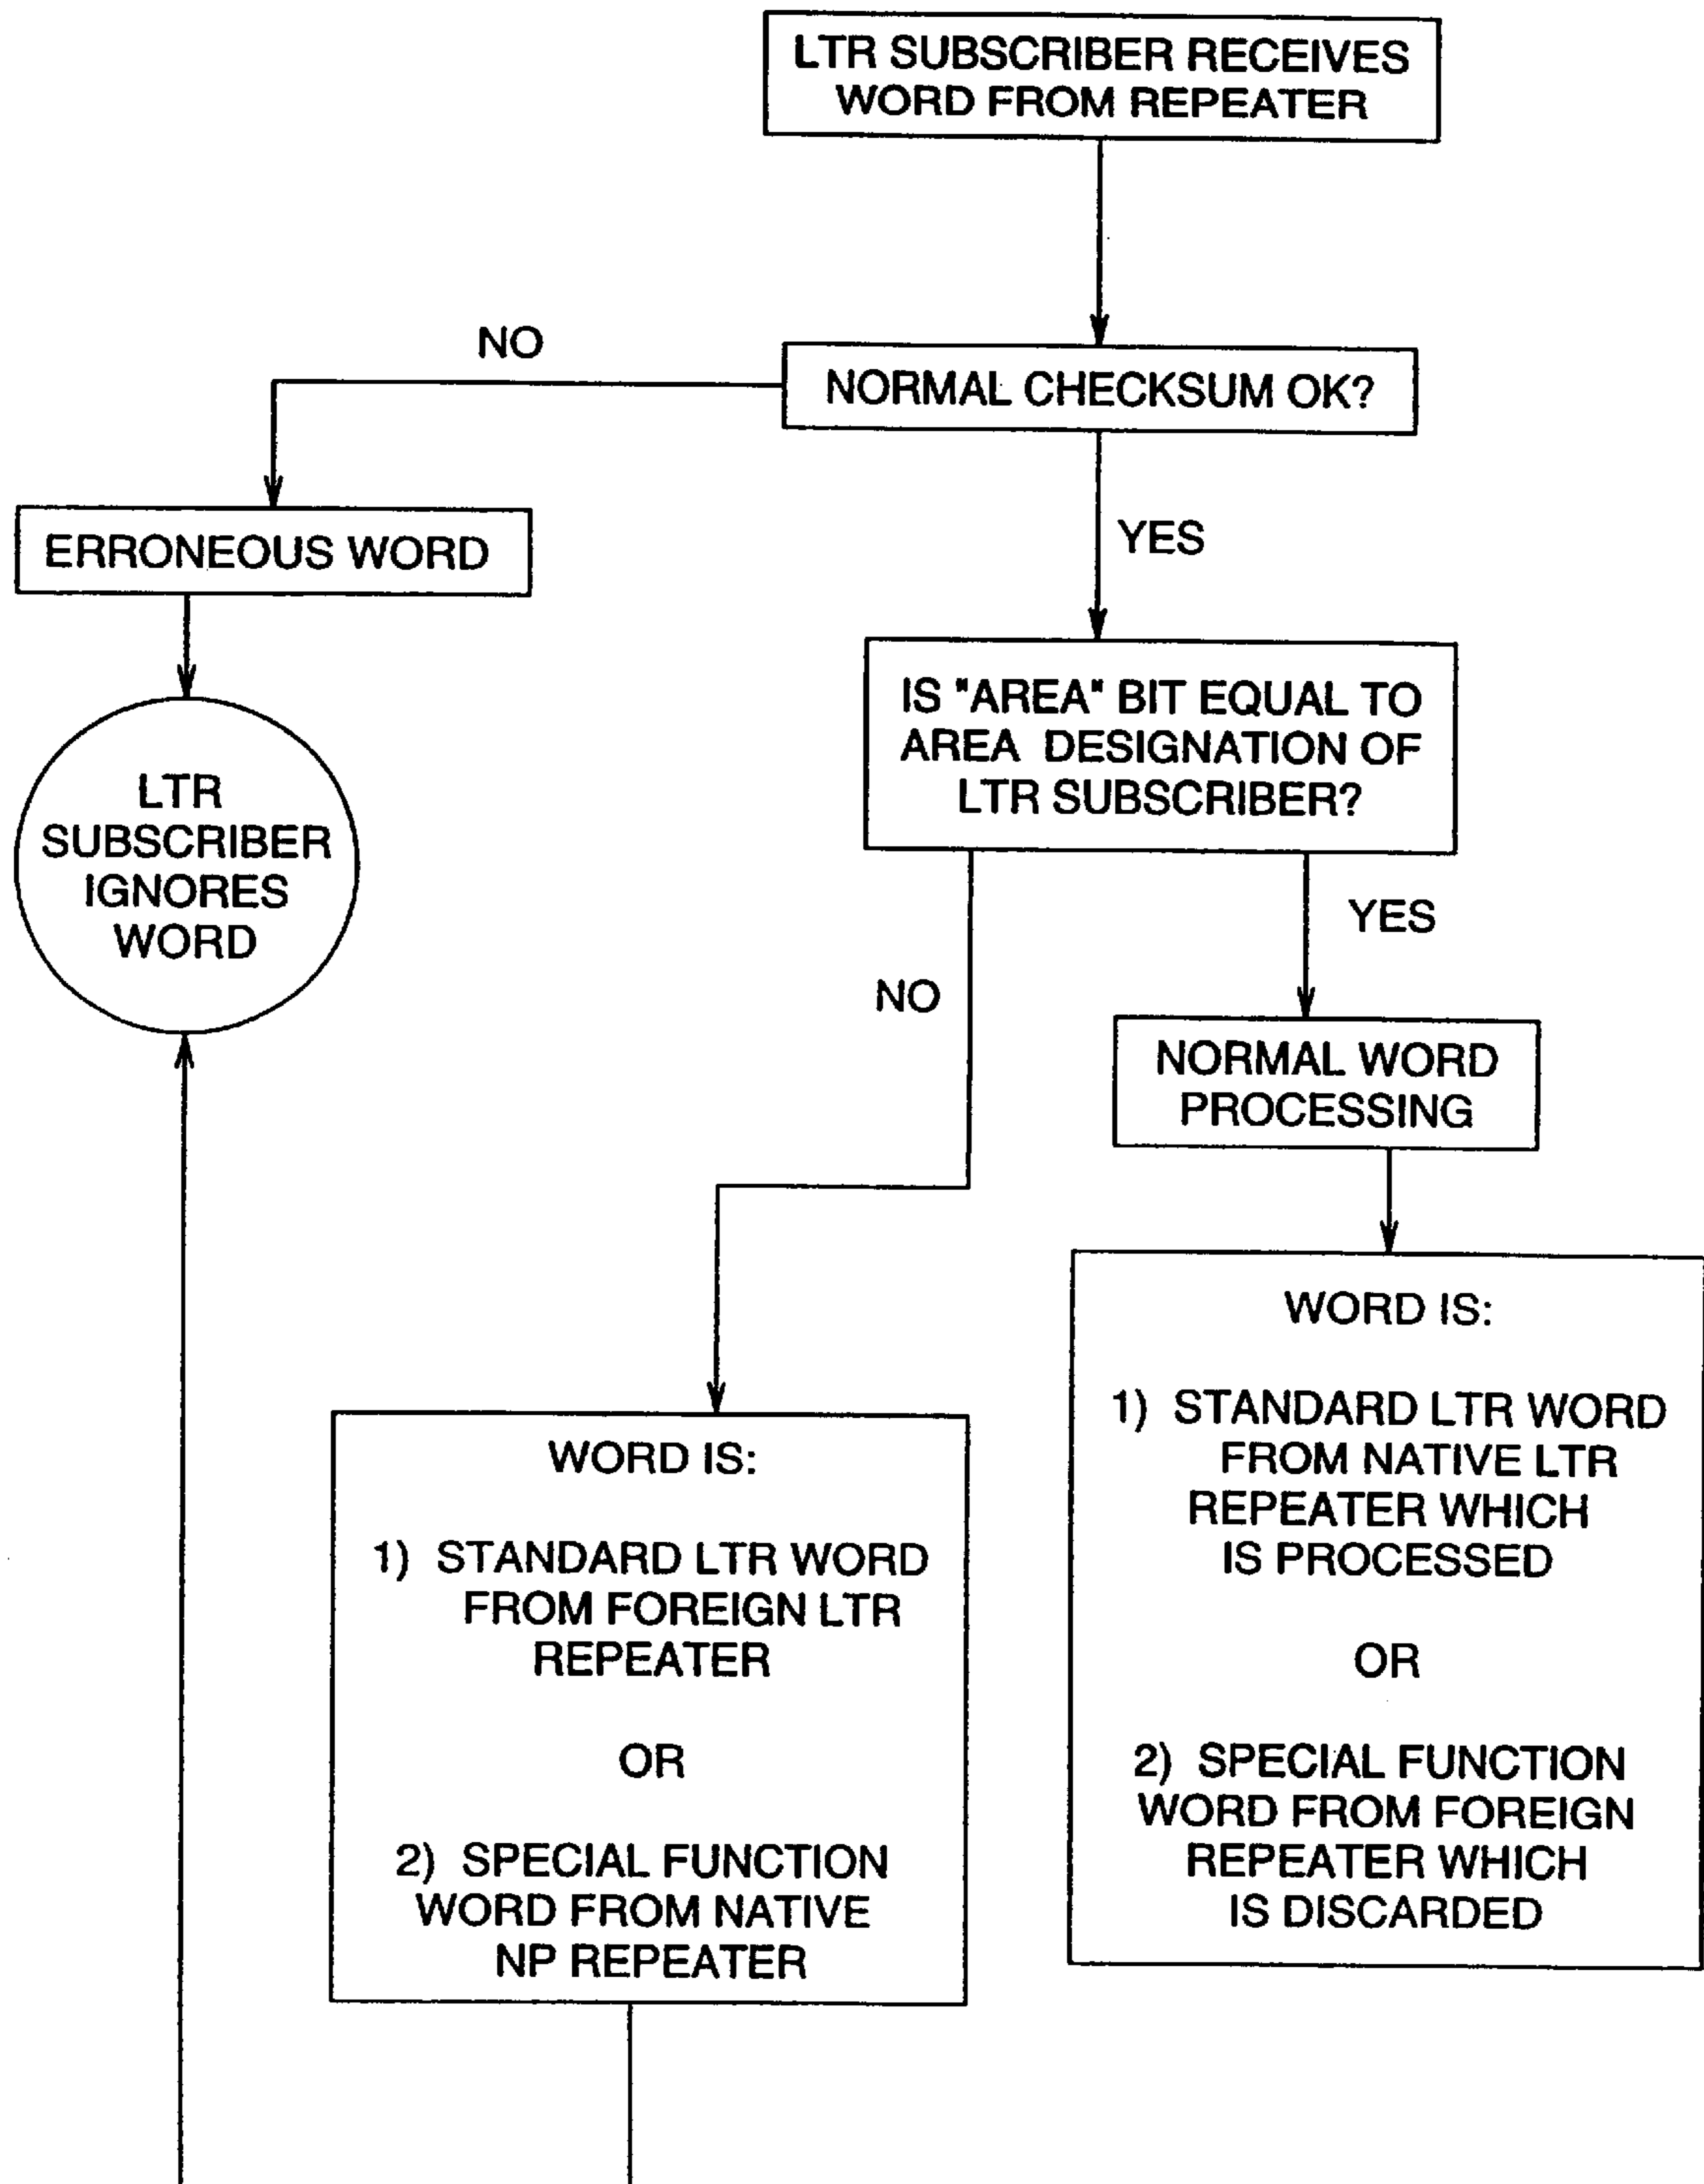 LTR SUBSCRIBER RECEIVES
WORD FROM REPEATER
NO
NORMAL CHECKSUM OK?
ERRONEOUS WORD
YES
LTR
SUBSCRIBER
IGNORES
WORD
IS "AREA" BIT EQUAL TO
AREA DESIGNATION OF
LTR SUBSCRIBER?
NO
YES
NORMAL WORD
PROCESSING
WORD IS:
1) STANDARD LTR WORD
FROM FOREIGN LTR
REPEATER
OR
2) SPECIAL FUNCTION
WORD FROM NATIVE
NP REPEATER
WORD IS:
1) STANDARD LTR WORD
FROM NATIVE LTR
REPEATER WHICH
IS PROCESSED
OR
2) SPECIAL FUNCTION
WORD FROM FOREIGN
REPEATER WHICH
IS DISCARDED